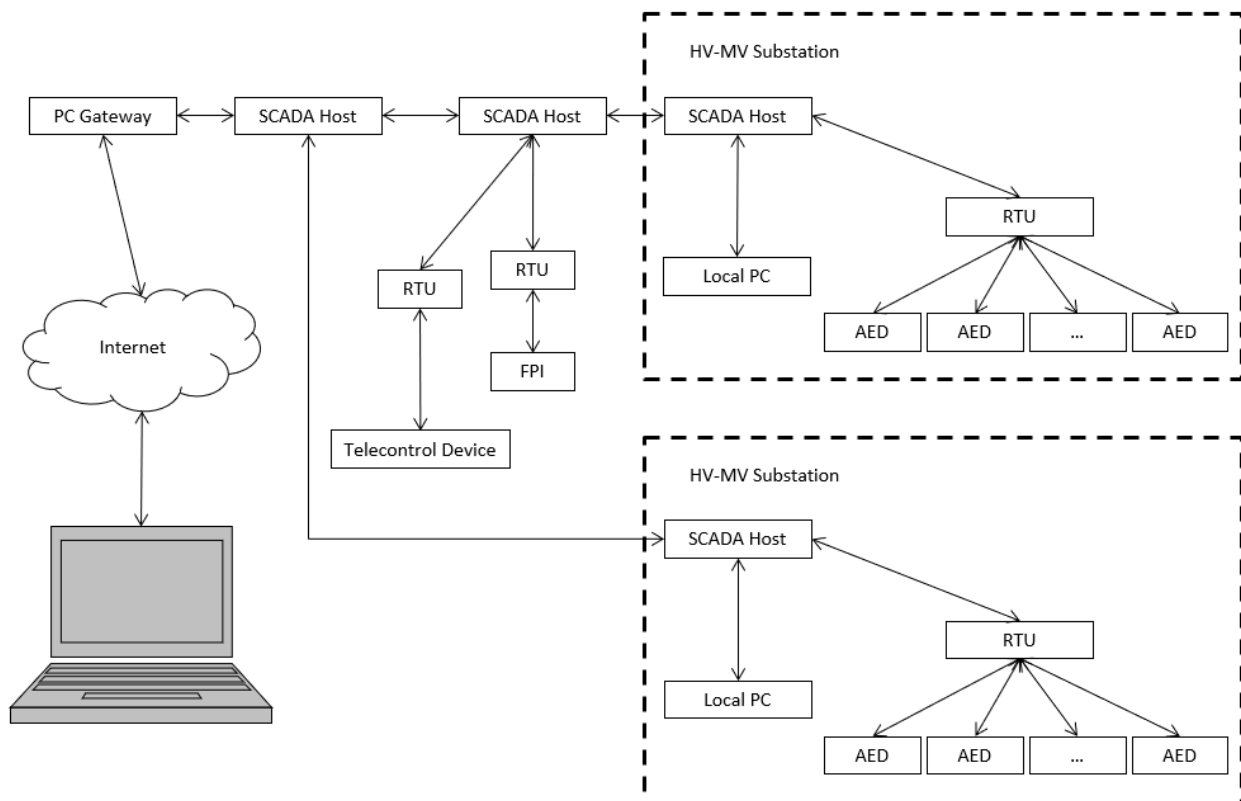 HV-MV Substation
PC Gateway
SCADA Host
SCADA Host
SCADA Host
RTU
RTU
RTU
Local PC
AED
AED
...
AED
Internet
FPI
Telecontrol Device
HV-MV Substation
SCADA Host
RTU
Local PC
AED
AED
...
AED